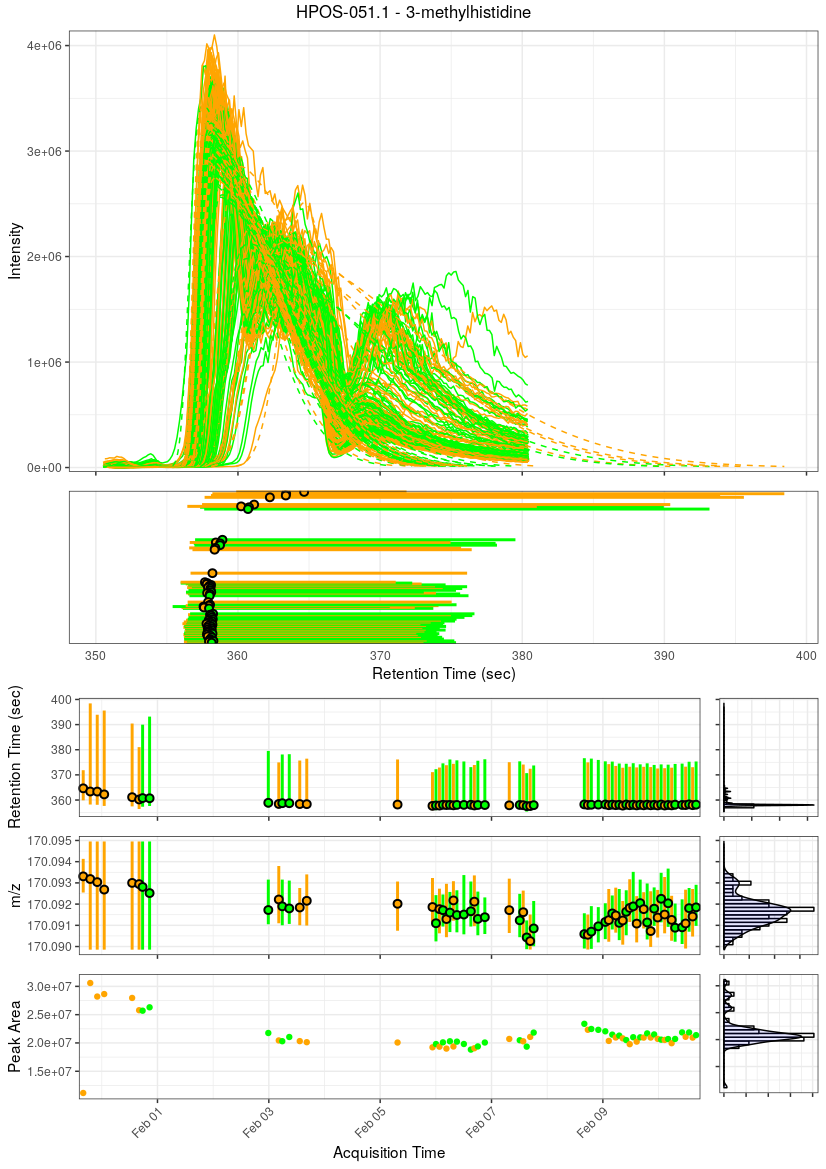 HPOS-051.1 - 3-methylhistidine
4e+06
3e+06
2e+06
1e+06
0e+00
Intensity
350
360
370
380
390
400
Retention Time (sec)
400
390
380
370
360
Retention Time (sec)
170.095
170.094
170.093
170.092
170.091
170.090
m/z
3.0e+07
2.5e+07
2.0e+07
1.5e+07
Peak Area
Feb 01
Feb 03
Feb 05
Feb 07
Feb 09
Acquisition Time